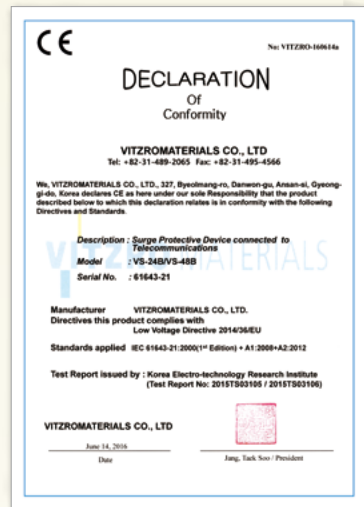 CE
No: VITZRO-160614a
DECLARATION
Of
Conformity
VITZROMATERIALS CO., LTD
Tel: +82-31-489-2065 Fax: +82-31-495-4566
We, VITZROMATERIALS CO., LTD., 327, Byeolmang-ro, Danwon-gu, Ansan-si, Gyeong-
gi-do, Korea declares CE as here under our sole Responsibility that the product
described below to which this declaration relates is in conformity with the following
Directives and Standards.
VITZROMATERIALS
Description : Surge Protective Device connected to
Telecommunications
Model : VS-24B/VS-48B
Serial No. : 61643-21
Manufacturer VITZROMATERIALS CO., LTD.
Directives this product complies with
Low Voltage Directive 2014/36/EU
Standards applied IEC 61643-21:2000(1st Edition) + A1:2008+A2:2012
Test Report issued by : Korea Electro-technology Research Institute
(Test Report No: 2015TS03105 / 2015TS03106)
VITZROMATERIALS CO., LTD
June 14, 2016
Date
Jang, Taek Soo / President